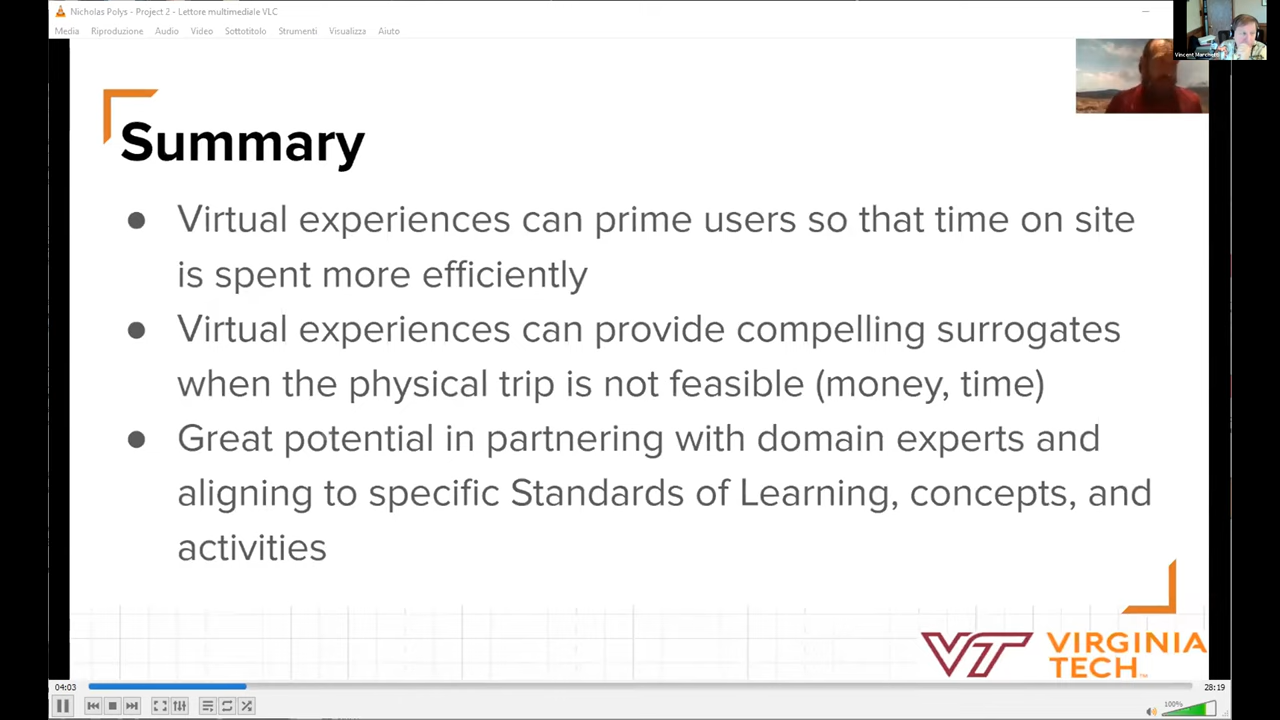 Nicholas Polys - Project 2 - Lettore multimediale VLC
Media Riproduzione Audio Video Sottotitolo Strumenti Visualizza Aiuto
Summary
● Virtual experiences can prime users so that time on site
is spent more efficiently
● Virtual experiences can provide compelling surrogates
when the physical trip is not feasible (money, time)
● Great potential in partnering with domain experts and
aligning to specific Standards of Learning, concepts, and
activities
VT VIRGINIA
TECH
04:03
28:19
100%